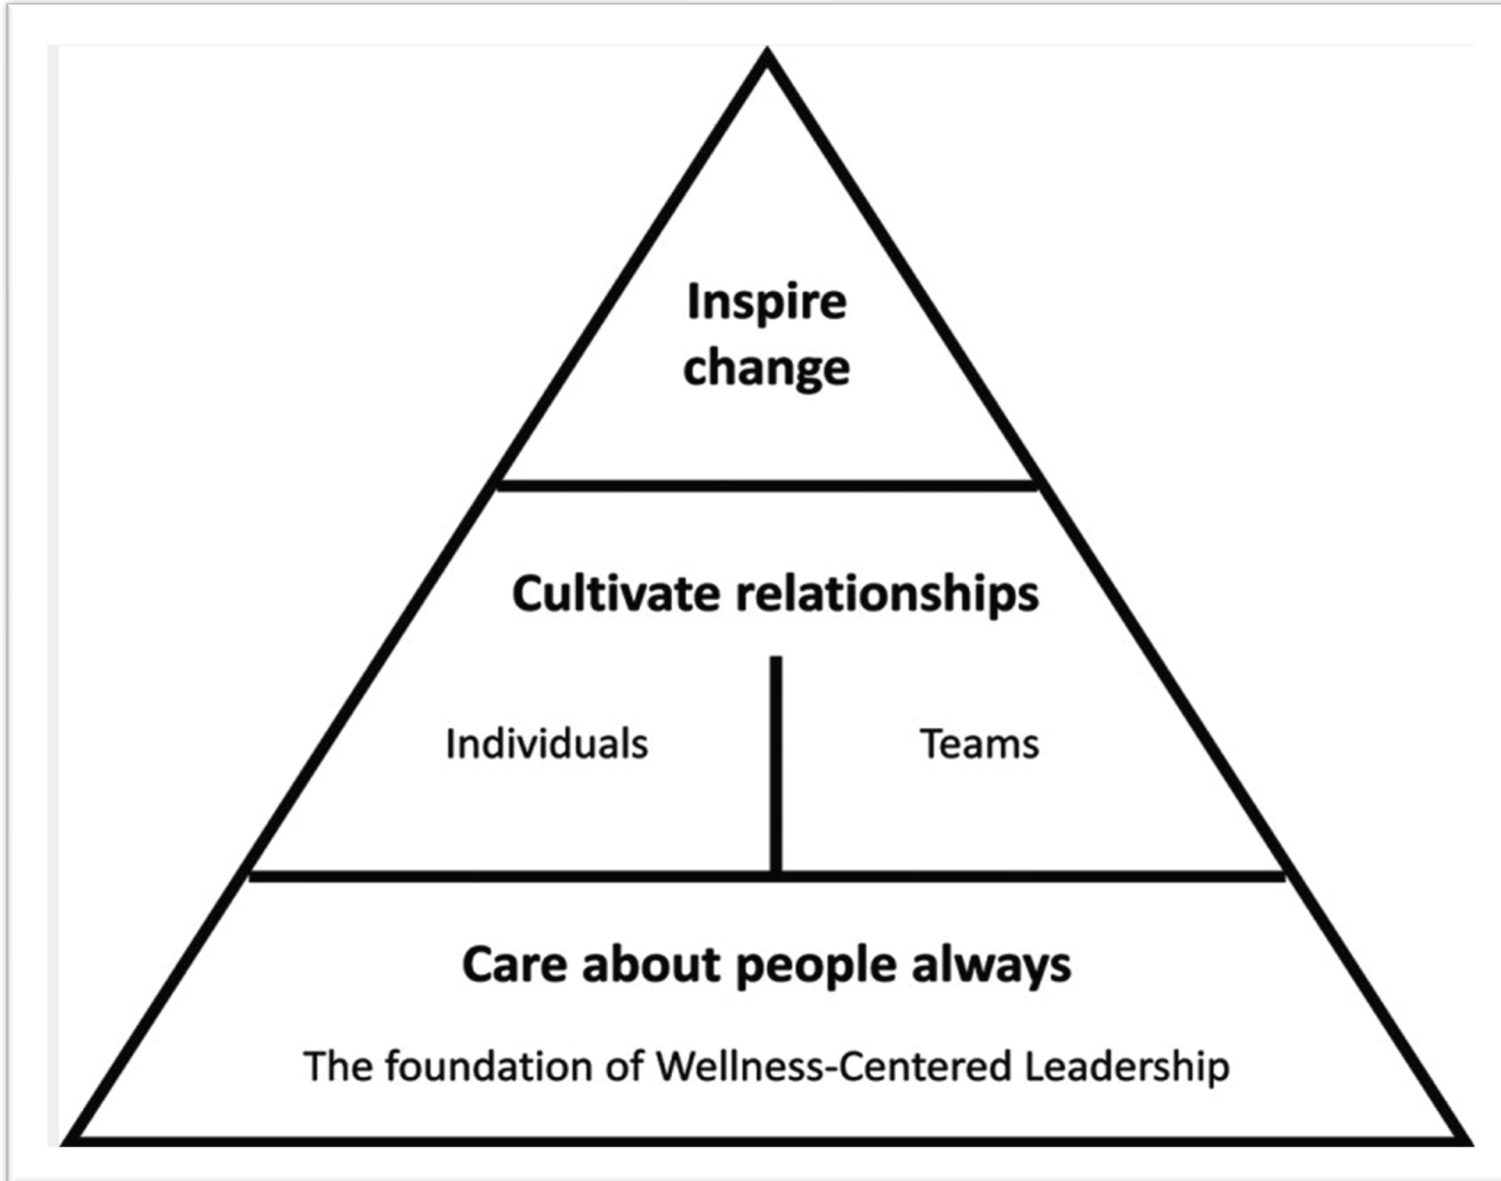 Inspire
change
Cultivate relationships
Individuals
Teams
Care about people always
The foundation of Wellness-Centered Leadership